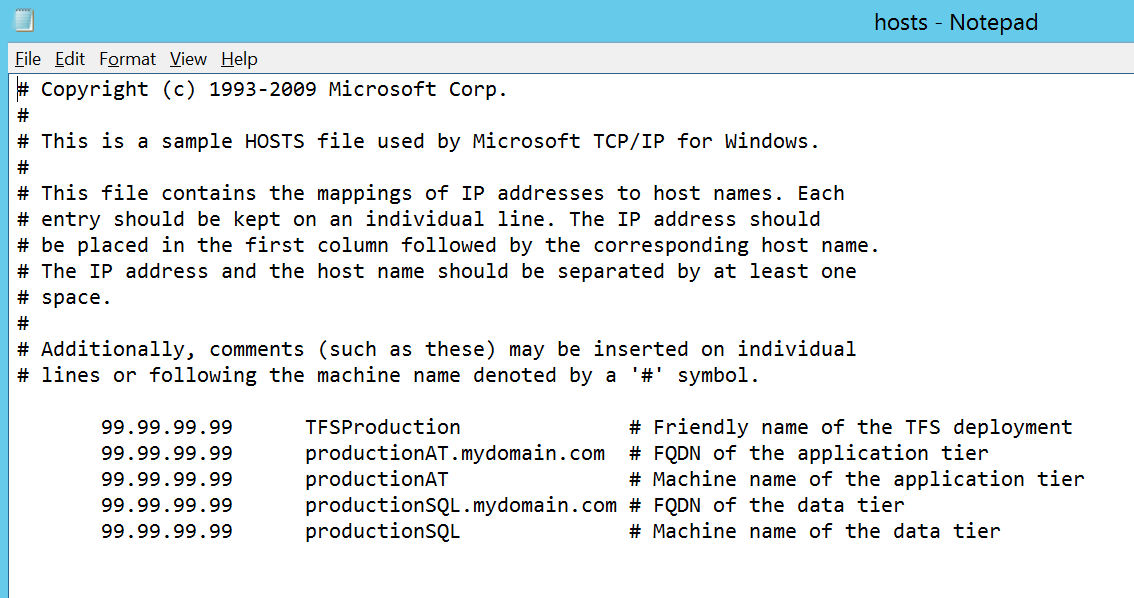 hosts - Notepad
File Edit Format View Help
# Copyright (c) 1993-2009 Microsoft Corp.
#
# This is a sample HOSTS file used by Microsoft TCP/IP for Windows.
#
# This file contains the mappings of IP addresses to host names. Each
# entry should be kept on an individual line. The IP address should
# be placed in the first column followed by the corresponding host name.
# The IP address and the host name should be separated by at least one
# space.
#
# Additionally, comments (such as these) may be inserted on individual
# lines or following the machine name denoted by a '#' symbol.
99.99.99.99 TFSProduction # Friendly name of the TFS deployment
99.99.99.99 productionAT.mydomain.com # FQDN of the application tier
99.99.99.99 productionAT # Machine name of the application tier
99.99.99.99 productionSQL.mydomain.com # FQDN of the data tier
99.99.99.99 productionSQL # Machine name of the data tier